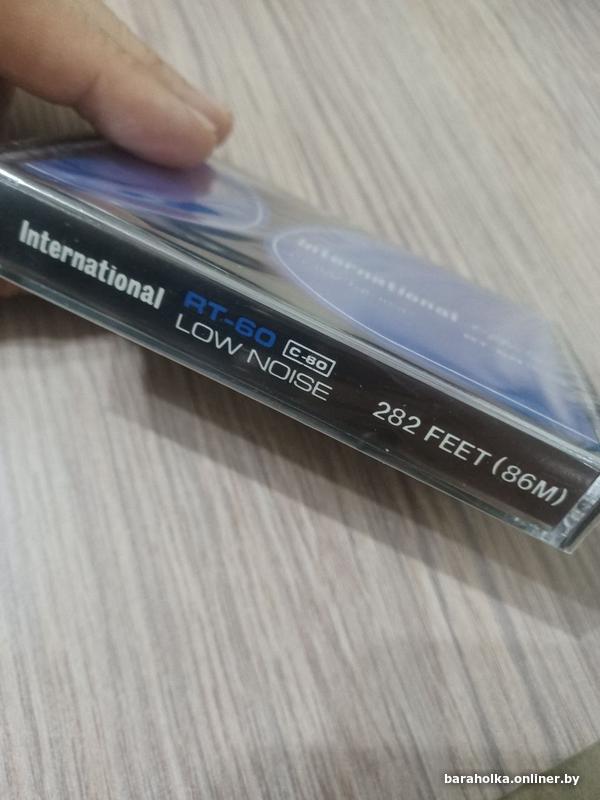 International
International
RT-60
C-60
LOW NOISE
282 FEET (86M)
baraholka.onliner.by